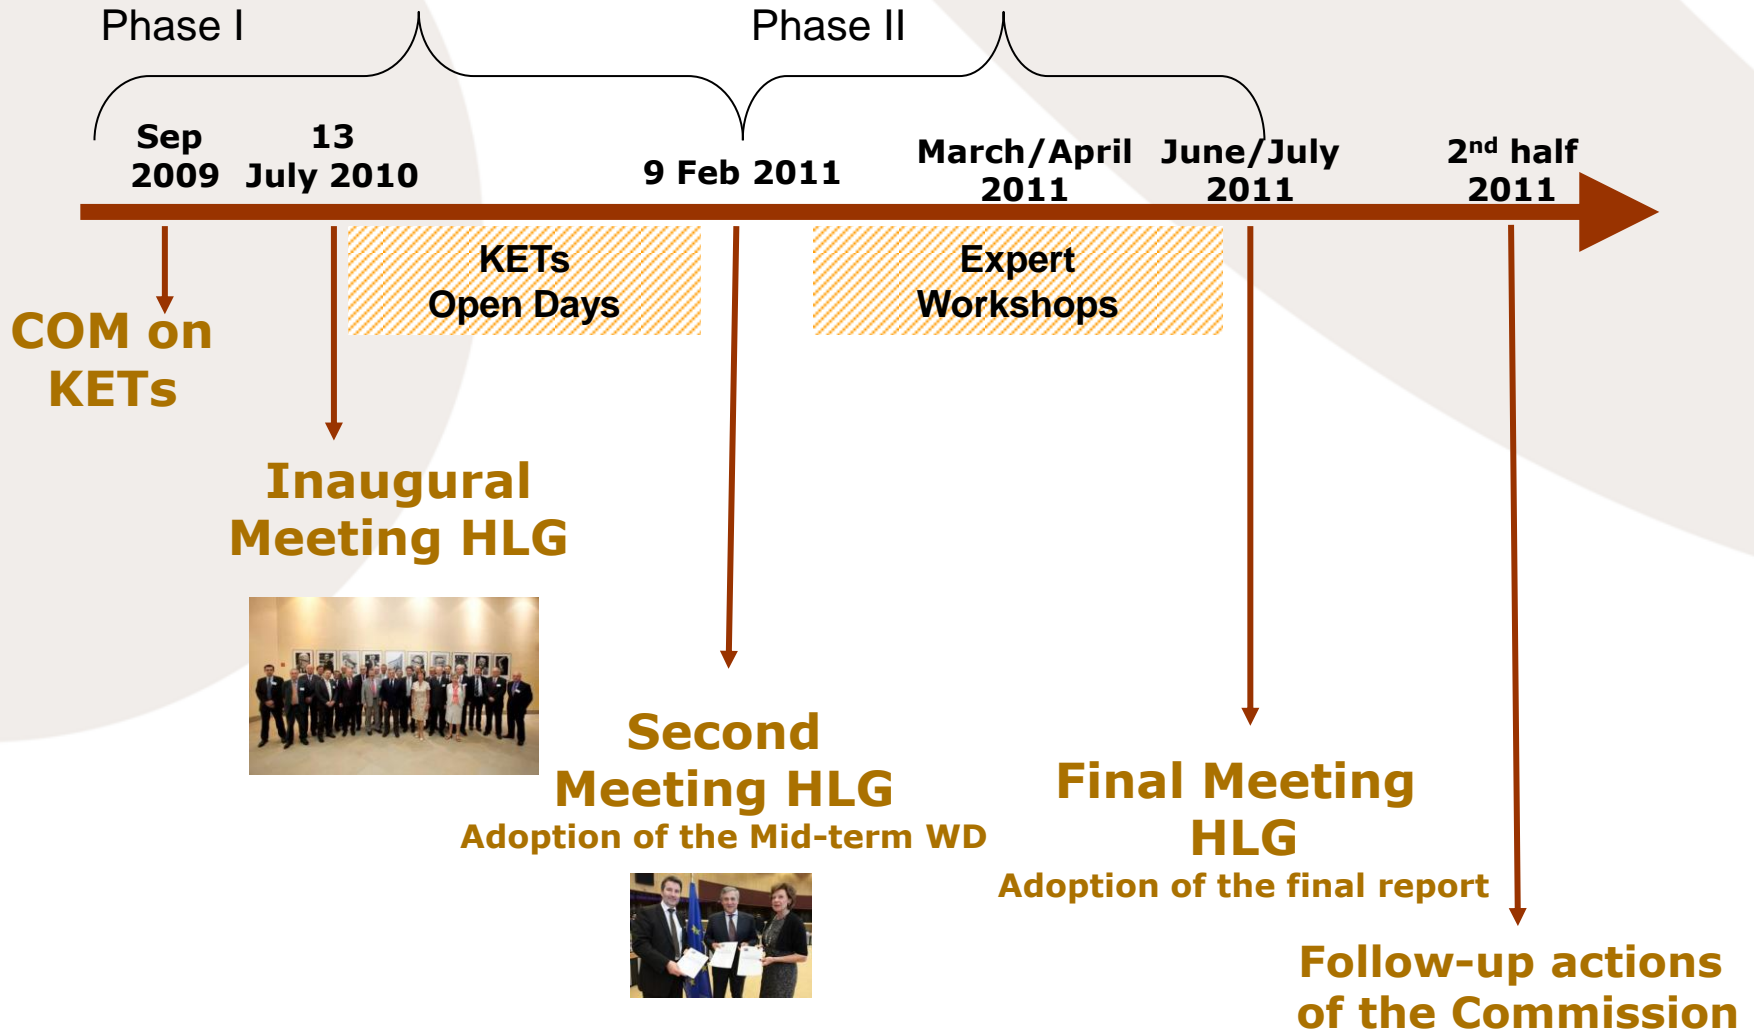 Phase I
Phase II
Sep
2009
13
July 2010
9 Feb 2011
March/April
2011
June/July
2011
2nd half
2011
KETs
Open Days
Expert
Workshops
COM on
KETs
Inaugural
Meeting HLG
Second
Meeting HLG
Adoption of the Mid-term WD
Final Meeting
HLG
Adoption of the final report
Follow-up actions
of the Commission